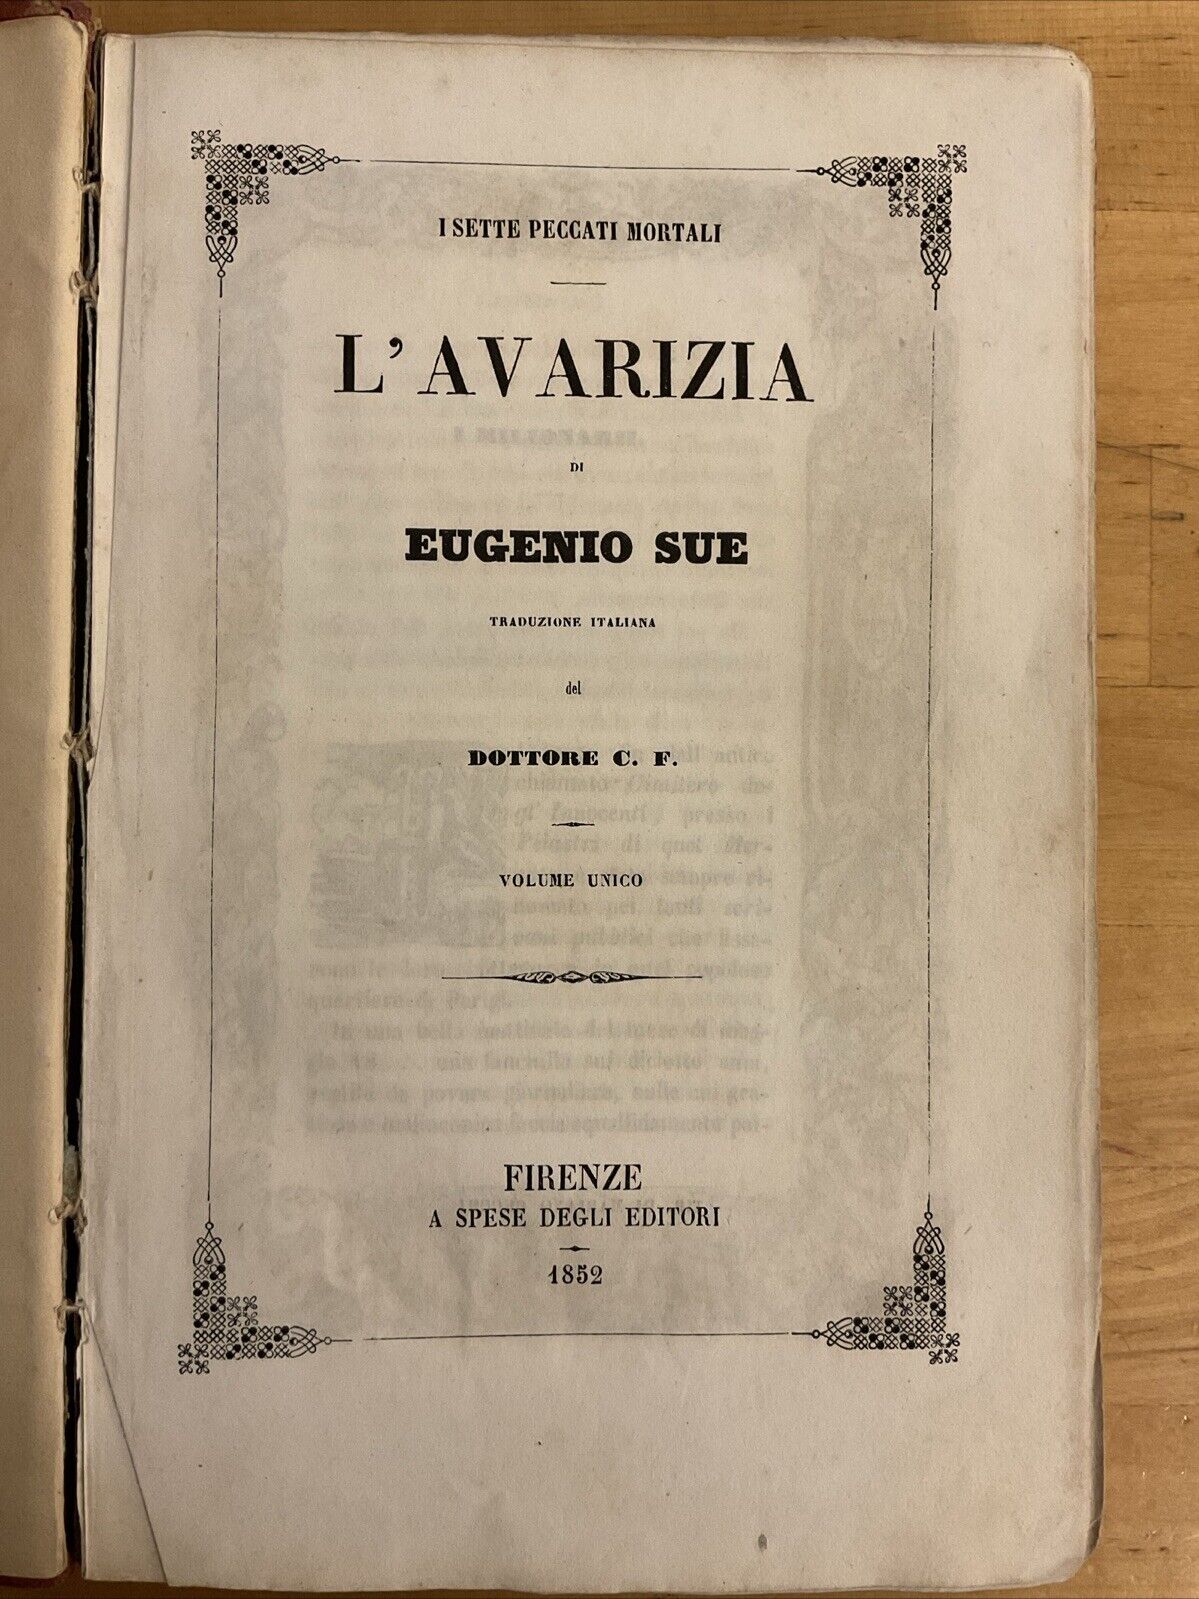 I SETTE PECCATI MORTALI
L'AVARIZIA
DI
EUGENIO SUE
TRADUZIONE ITALIANA
del
DOTTORE C. F.
VOLUME UNICO
FIRENZE
A SPESE DEGLI EDITORI
1852